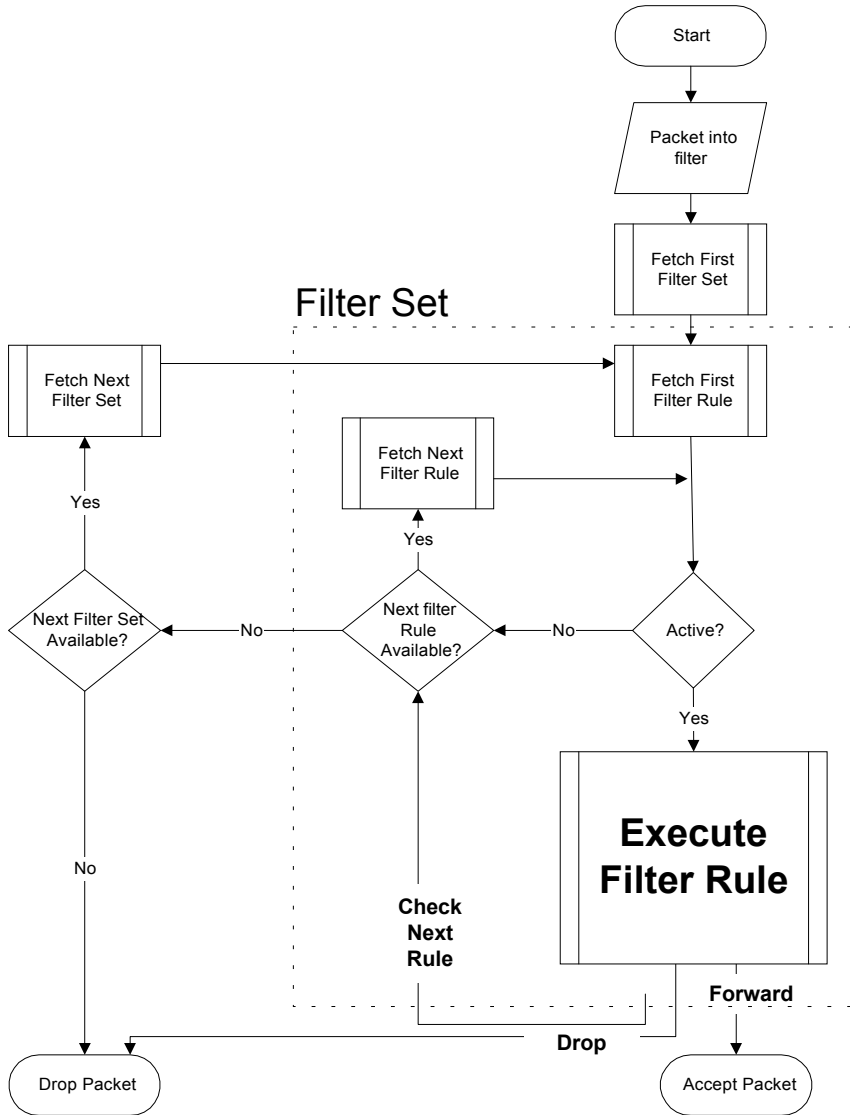 Start
Packet into
filter
Fetch First
Filter Set
Filter Set
Fetch Next
Filter Set
Fetch First
Filter Rule
Fetch Next
Filter Rule
Yes
Yes
Next Filter Set
Available?
No
Next filter
Rule
Available?
No
Active?
Yes
Execute
Filter Rule
No
Check
Next
Rule
Forward
Drop
Drop Packet
Accept Packet